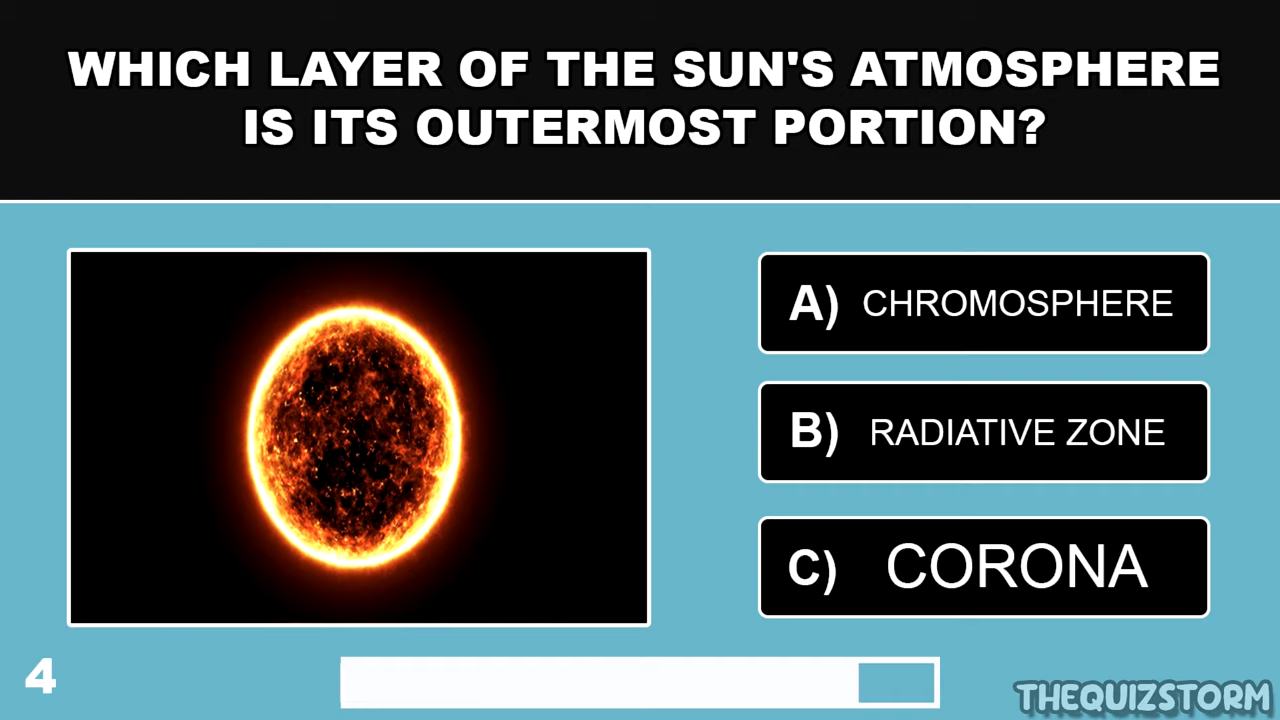 WHICH LAYER OF THE SUN'S ATMOSPHERE
IS ITS OUTERMOST PORTION?
A) CHROMOSPHERE
B) RADIATIVE ZONE
C) CORONA
4
THEQUIZSTORM